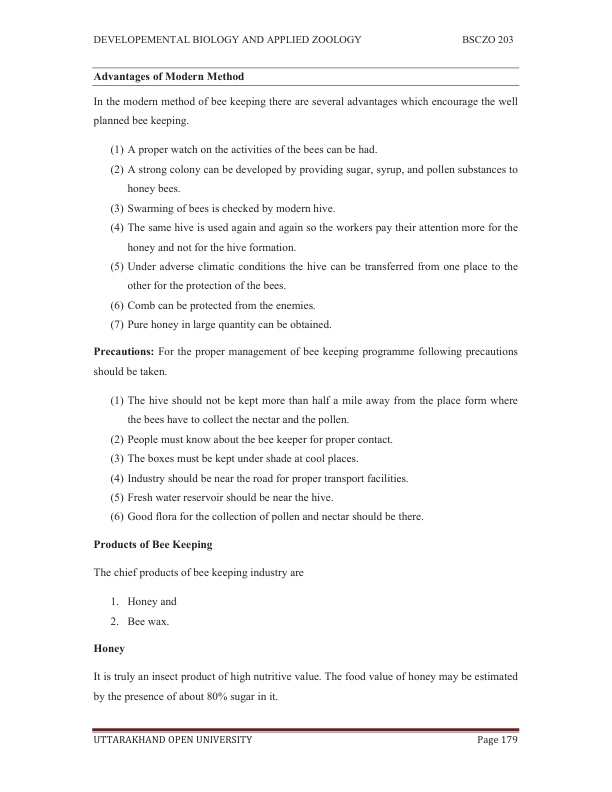 DEVELOPEMENTAL BIOLOGY AND APPLIED ZOOLOGY BSCZO 203
Advantages of Modern Method
In the modern method of bee keeping there are several advantages which encourage the well
planned bee keeping.
(1) A proper watch on the activities of the bees can be had.
(2) A strong colony can be developed by providing sugar, syrup, and pollen substances to
honey bees.
(3) Swarming of bees is checked by modern hive.
(4) The same hive is used again and again so the workers pay their attention more for the
honey and not for the hive formation.
(5) Under adverse climatic conditions the hive can be transferred from one place to the
other for the protection of the bees.
(6) Comb can be protected from the enemies.
(7) Pure honey in large quantity can be obtained.
Precautions: For the proper management of bee keeping programme following precautions
should be taken.
(1) The hive should not be kept more than half a mile away from the place form where
the bees have to collect the nectar and the pollen.
(2) People must know about the bee keeper for proper contact.
(3) The boxes must be kept under shade at cool places.
(4) Industry should be near the road for proper transport facilities.
(5) Fresh water reservoir should be near the hive.
(6) Good flora for the collection of pollen and nectar should be there.
Products of Bee Keeping
The chief products of bee keeping industry are
1. Honey and
2. Bee wax.
Honey
It is truly an insect product of high nutritive value. The food value of honey may be estimated
by the presence of about 80% sugar in it.
UTTARAKHAND OPEN UNIVERSITY Page 179